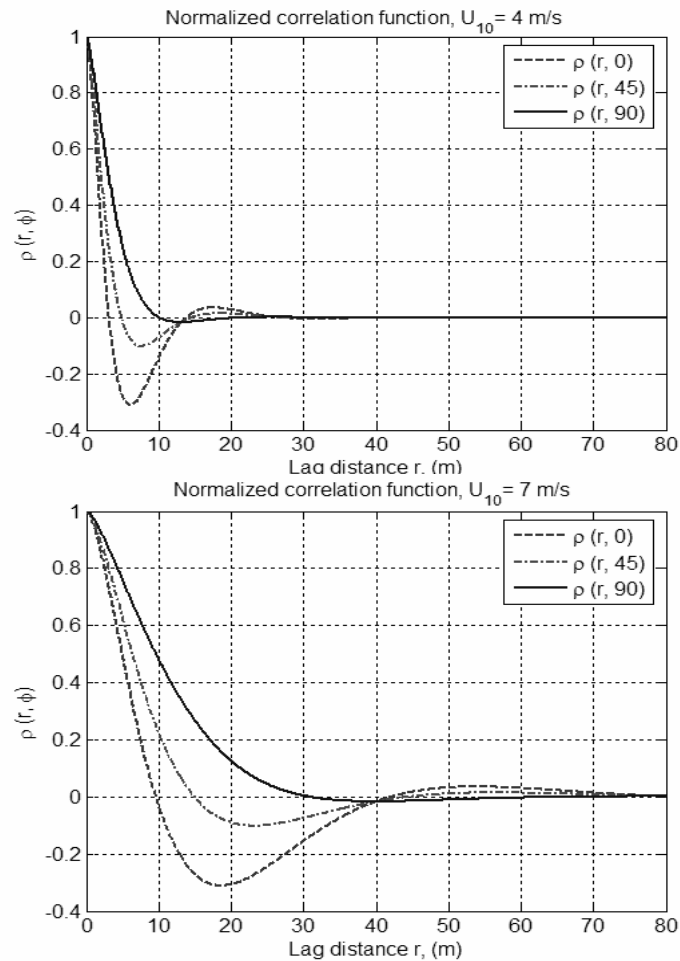 Normalized correlation function, U10= 4 m/s
1
0.8
0.6
0.4
0.2
0
-0.2
-0.4
ρ (r, ϕ)
ρ (r, 0)
ρ (r, 45)
ρ (r, 90)
0 10 20 30 40 50 60 70 80
Lag distance r, (m)
Normalized correlation function, U10= 7 m/s
1
0.8
0.6
0.4
0.2
0
-0.2
-0.4
ρ (r, ϕ)
ρ (r, 0)
ρ (r, 45)
ρ (r, 90)
0 10 20 30 40 50 60 70 80
Lag distance r, (m)